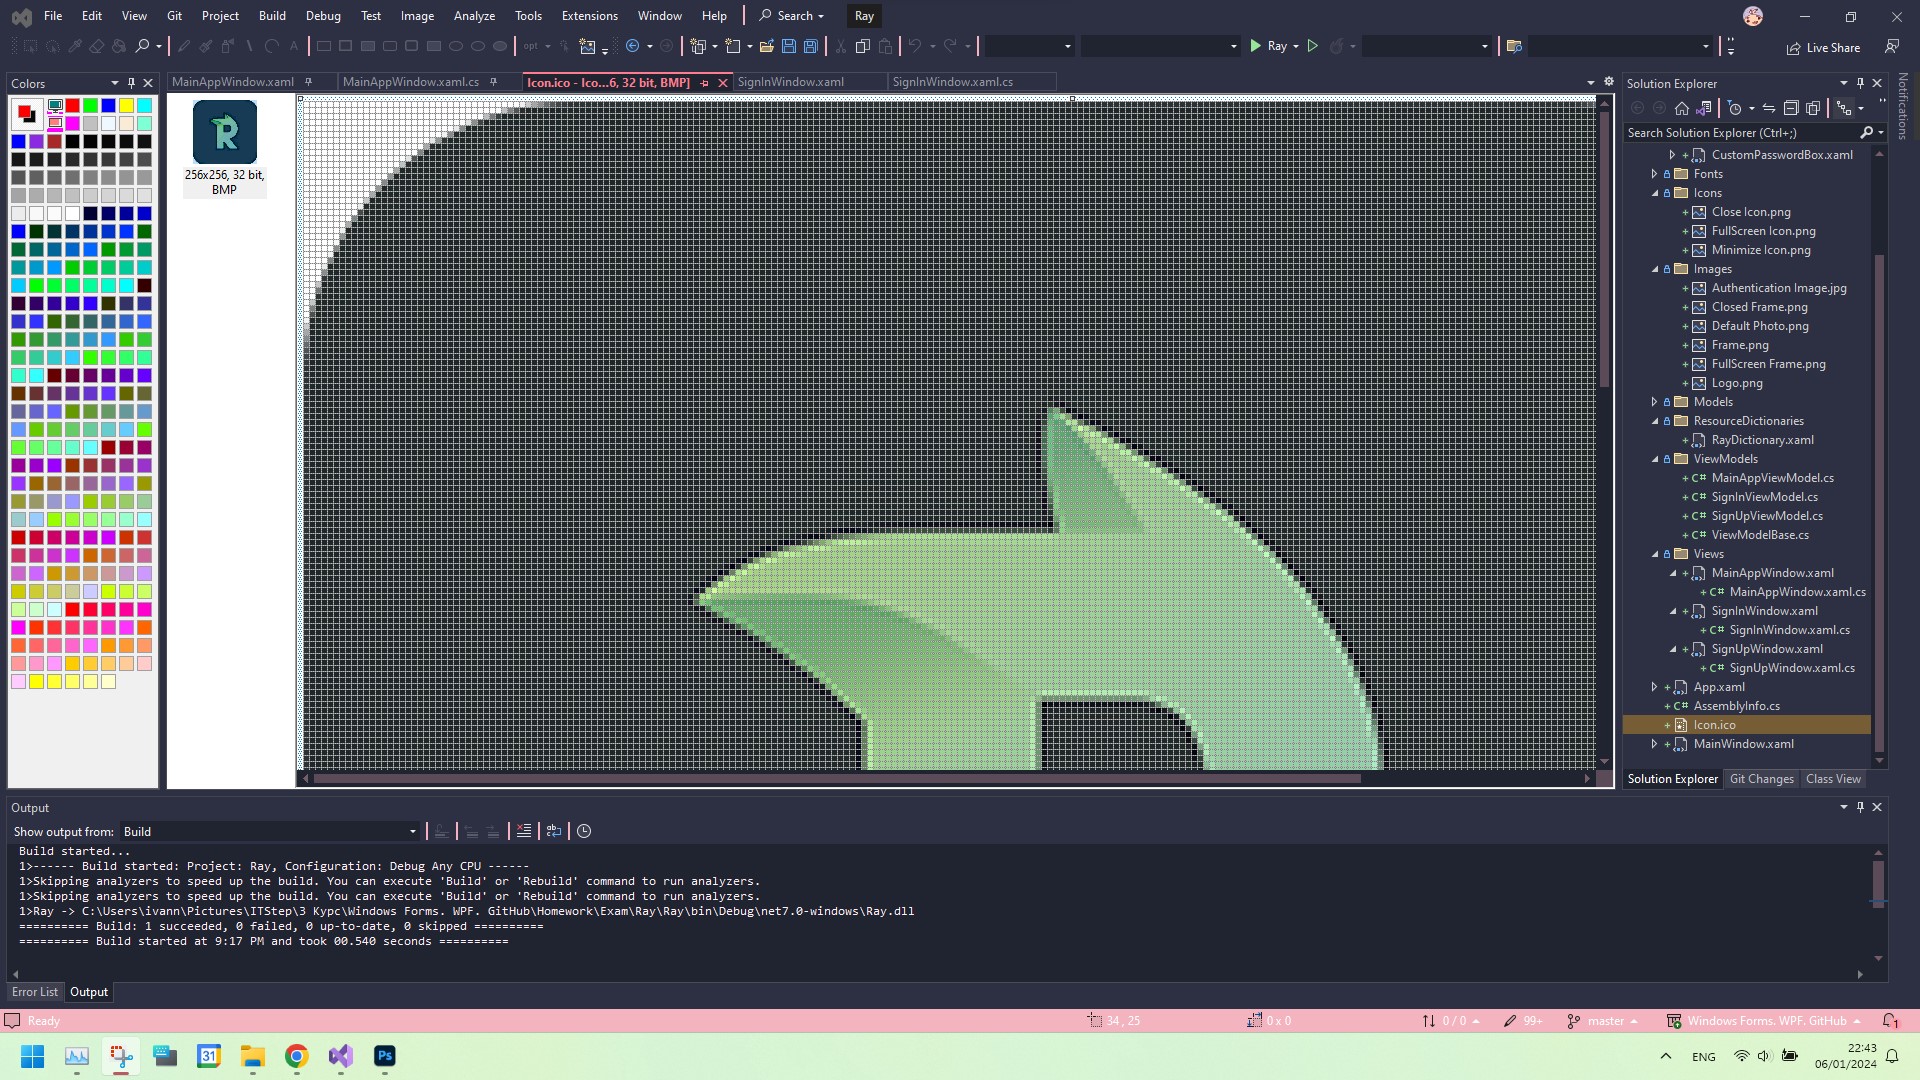 File Edit View Git Project Build Debug Test Image Analyze Tools Extensions Window Help Search Ray
opt Ray Live Share
Colors
MainAppWindow.xaml MainAppWindow.xaml.cs Icon.ico - Ico...6, 32 bit, BMP] SignInWindow.xaml SignInWindow.xaml.cs
R
256x256, 32 bit,
BMP
Solution Explorer
Search Solution Explorer (Ctrl+;)
CustomPasswordBox.xaml
Fonts
Icons
Close Icon.png
FullScreen Icon.png
Minimize Icon.png
Images
Authentication Image.jpg
Closed Frame.png
Default Photo.png
Frame.png
FullScreen Frame.png
Logo.png
Models
ResourceDictionaries
RayDictionary.xaml
ViewModels
C# MainAppViewModel.cs
C# SignInViewModel.cs
C# SignUpViewModel.cs
C# ViewModelBase.cs
Views
MainAppWindow.xaml
C# MainAppWindow.xaml.cs
SignInWindow.xaml
C# SignInWindow.xaml.cs
SignUpWindow.xaml
C# SignUpWindow.xaml.cs
App.xaml
C# AssemblyInfo.cs
Icon.ico
MainWindow.xaml
Solution Explorer Git Changes Class View
Notifications
Output
Show output from: Build
Build started...
1>------ Build started: Project: Ray, Configuration: Debug Any CPU ------
1>Skipping analyzers to speed up the build. You can execute 'Build' or 'Rebuild' command to run analyzers.
1>Skipping analyzers to speed up the build. You can execute 'Build' or 'Rebuild' command to run analyzers.
1>Ray -> C:\Users\ivann\Pictures\ITStep\3 Курс\Windows Forms. WPF. GitHub\Homework\Exam\Ray\Ray\bin\Debug\net7.0-windows\Ray.dll
========== Build: 1 succeeded, 0 failed, 0 up-to-date, 0 skipped ==========
========== Build started at 9:17 PM and took 00.540 seconds ==========
Error List Output
Ready 34 , 25 0 x 0 0 / 0 99+ master Windows Forms. WPF. GitHub 1
31 Ps ENG 22:43
06/01/2024